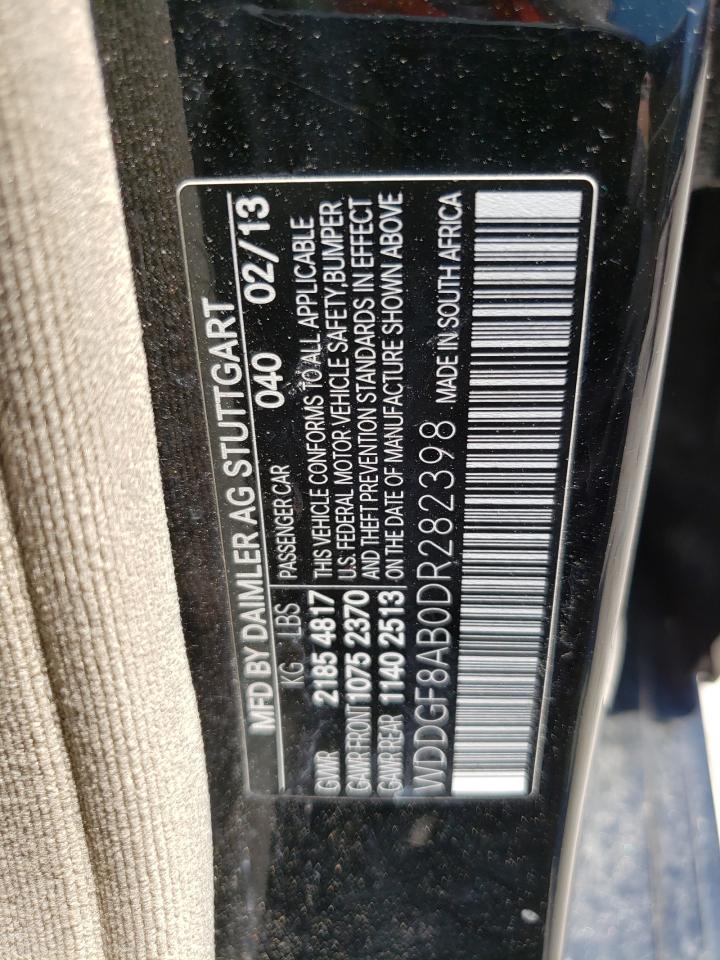 MFD BY DAIMLER AG STUTTGART
040 02/13
KG LBS PASSENGER CAR
GVWR 2185 4817 THIS VEHICLE CONFORMS TO ALL APPLICABLE
GAWR FRONT 1075 2370 U.S. FEDERAL MOTOR VEHICLE SAFETY, BUMPER
GAWR REAR 1140 2513 AND THEFT PREVENTION STANDARDS IN EFFECT
ON THE DATE OF MANUFACTURE SHOWN ABOVE
WDDGF8AB0DR282398 MADE IN SOUTH AFRICA